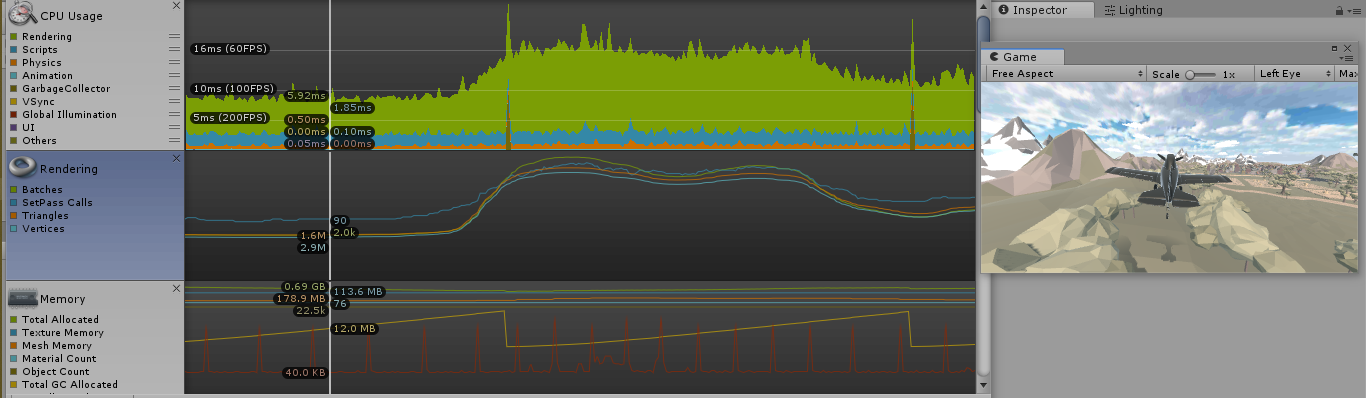 CPU Usage
Rendering
Scripts
Physics
Animation
GarbageCollector
VSync
Global Illumination
UI
Others
16ms (60FPS)
10ms (100FPS)
5ms (200FPS)
5.92ms
1.85ms
0.50ms
0.00ms
0.10ms
0.05ms
0.00ms
Rendering
Batches
SetPass Calls
Triangles
Vertices
90
2.0k
1.6M
2.9M
Memory
Total Allocated
Texture Memory
Mesh Memory
Material Count
Object Count
Total GC Allocated
0.69 GB
113.6 MB
178.9 MB
76
22.5k
12.0 MB
40.0 KB
Inspector
Lighting
Game
Free Aspect
Scale
1x
Left Eye
Max